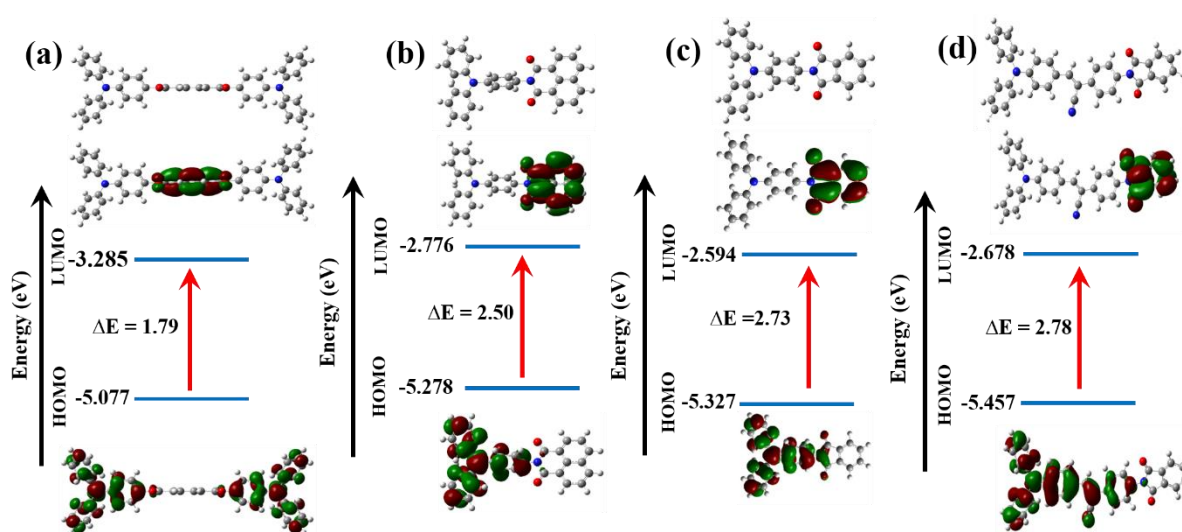 (a)
Energy (eV)
LUMO
-3.285
ΔE = 1.79
HOMO
-5.077
(b)
Energy (eV)
LUMO
-2.776
ΔE = 2.50
HOMO
-5.278
(c)
Energy (eV)
LUMO
-2.594
ΔE =2.73
HOMO
-5.327
(d)
Energy (eV)
LUMO
-2.678
ΔE = 2.78
HOMO
-5.457